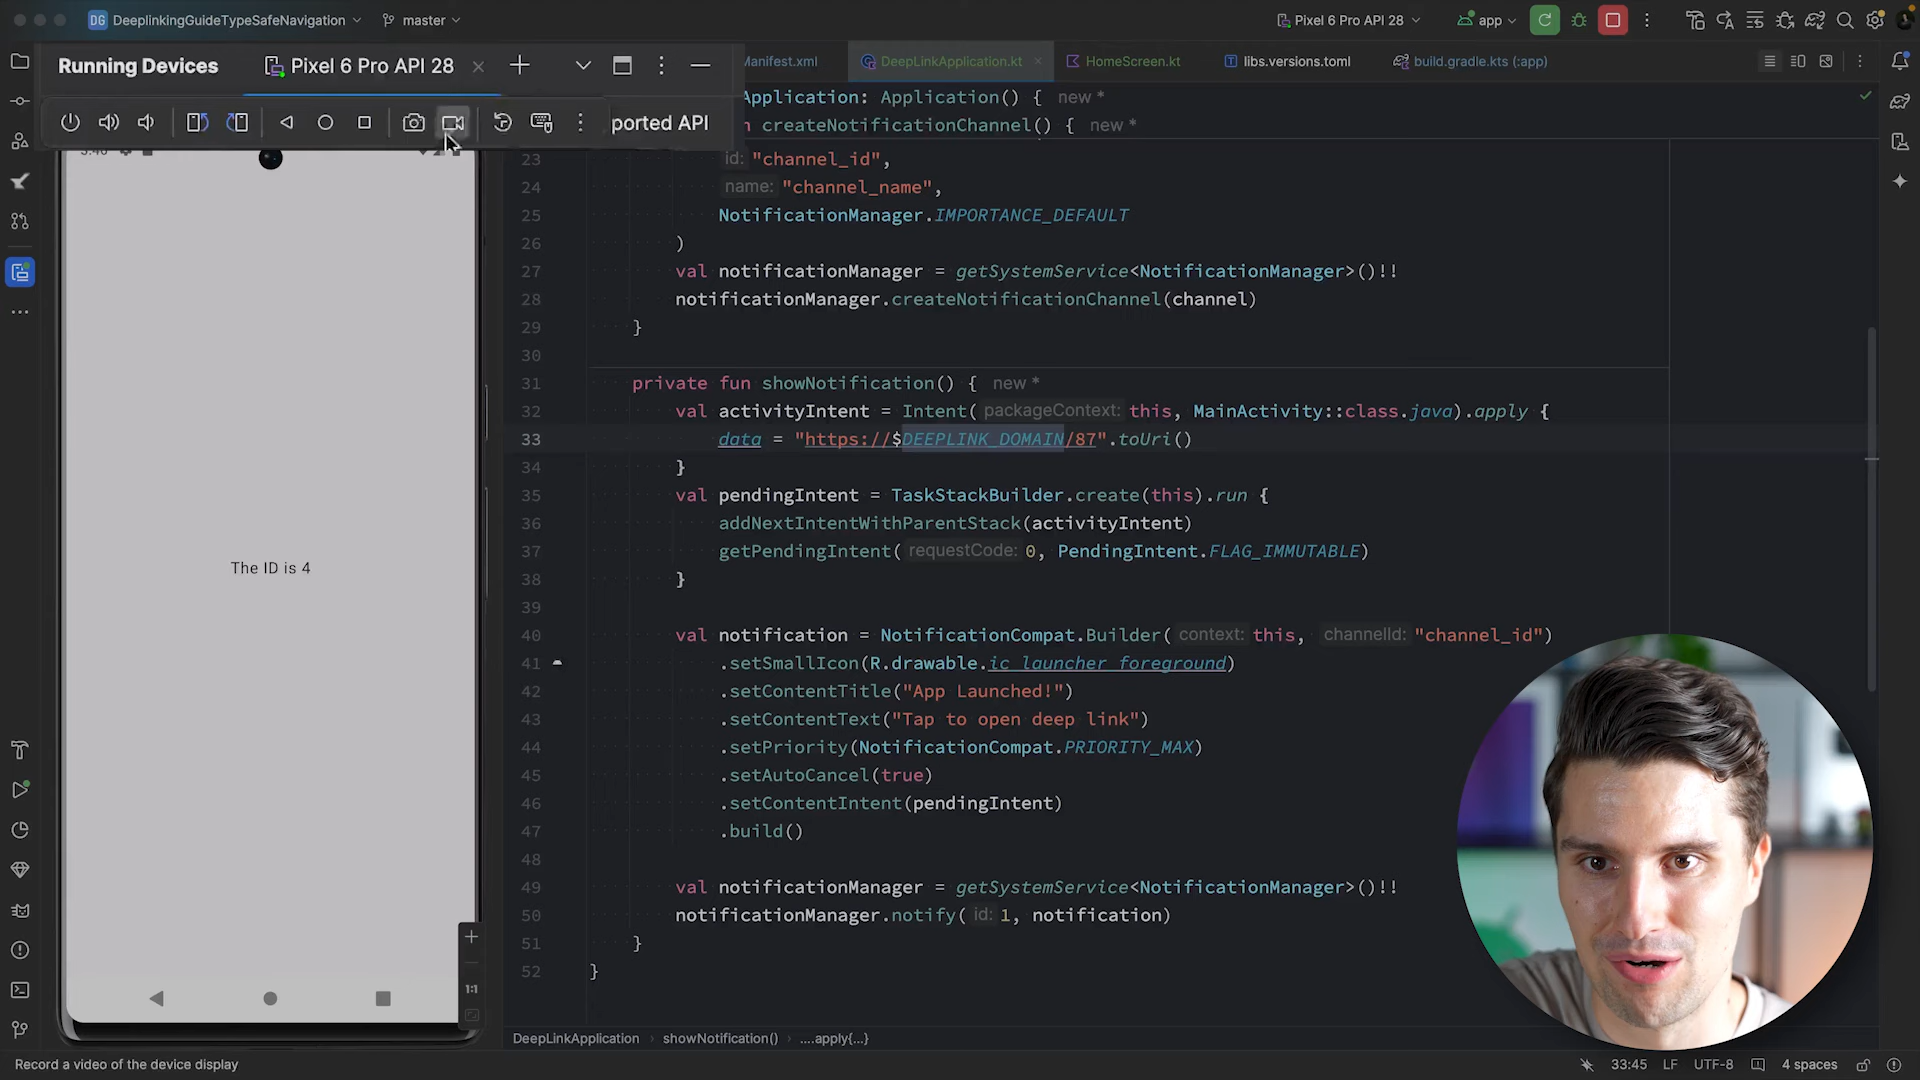 DG DeeplinkingGuideTypeSafeNavigation master Pixel 6 Pro API 28 app
Running Devices Pixel 6 Pro API 28
Manifest.xml DeepLinkApplication.kt HomeScreen.kt libs.versions.toml build.gradle.kts (:app)
ported API
The ID is 4
1:1
Application: Application() { new *
createNotificationChannel() { new *
23 id: "channel_id",
24 name: "channel_name",
25 NotificationManager.IMPORTANCE_DEFAULT
26 )
27 val notificationManager = getSystemService<NotificationManager>()!!
28 notificationManager.createNotificationChannel(channel)
29 }
30
31 private fun showNotification() { new *
32 val activityIntent = Intent( packageContext: this, MainActivity::class.java).apply {
33 data = "https://$DEEPLINK_DOMAIN/87".toUri()
34 }
35 val pendingIntent = TaskStackBuilder.create(this).run {
36 addNextIntentWithParentStack(activityIntent)
37 getPendingIntent( requestCode: 0, PendingIntent.FLAG_IMMUTABLE)
38 }
39
40 val notification = NotificationCompat.Builder( context: this, channelId: "channel_id")
41 .setSmallIcon(R.drawable.ic_launcher_foreground)
42 .setContentTitle("App Launched!")
43 .setContentText("Tap to open deep link")
44 .setPriority(NotificationCompat.PRIORITY_MAX)
45 .setAutoCancel(true)
46 .setContentIntent(pendingIntent)
47 .build()
48
49 val notificationManager = getSystemService<NotificationManager>()!!
50 notificationManager.notify( id: 1, notification)
51 }
52 }
DeepLinkApplication showNotification() ....apply{...}
Record a video of the device display 33:45 LF UTF-8 4 spaces